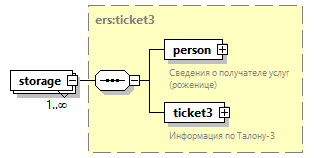 ers:ticket3
person
Сведения о получателе услуг
(роженице)
storage
1..∞
ticket3
Информация по Талону-3